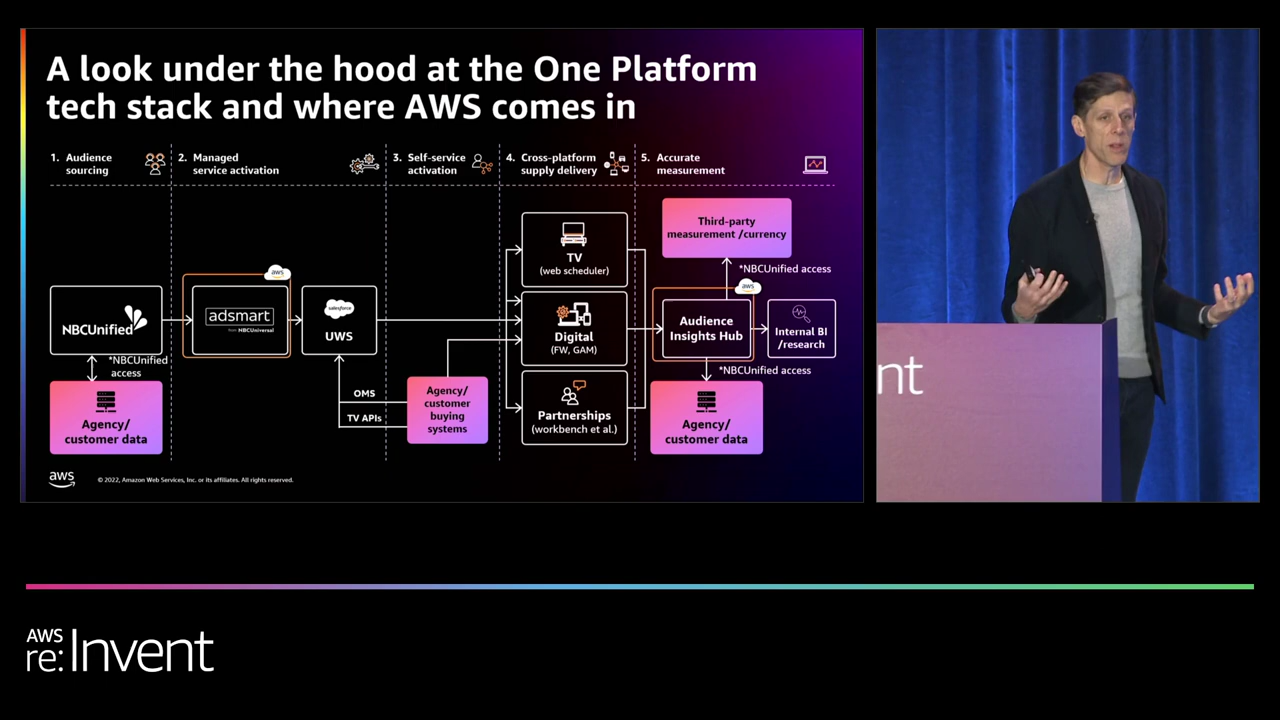 A look under the hood at the One Platform
tech stack and where AWS comes in
1. Audience
sourcing
2. Managed
service activation
3. Self-service
activation
4. Cross-platform
supply delivery
5. Accurate
measurement
NBCUnified
*NBCUnified
access
Agency/
customer data
aws
adsmart
from NBCUniversal
salesforce
UWS
OMS
TV APIs
Agency/
customer
buying
systems
TV
(web scheduler)
Digital
(FW, GAM)
Partnerships
(workbench et al.)
Third-party
measurement /currency
*NBCUnified access
aws
Audience
Insights Hub
Internal BI
/research
*NBCUnified access
Agency/
customer data
aws
© 2022, Amazon Web Services, Inc. or its affiliates. All rights reserved.
nt
AWS
re:Invent